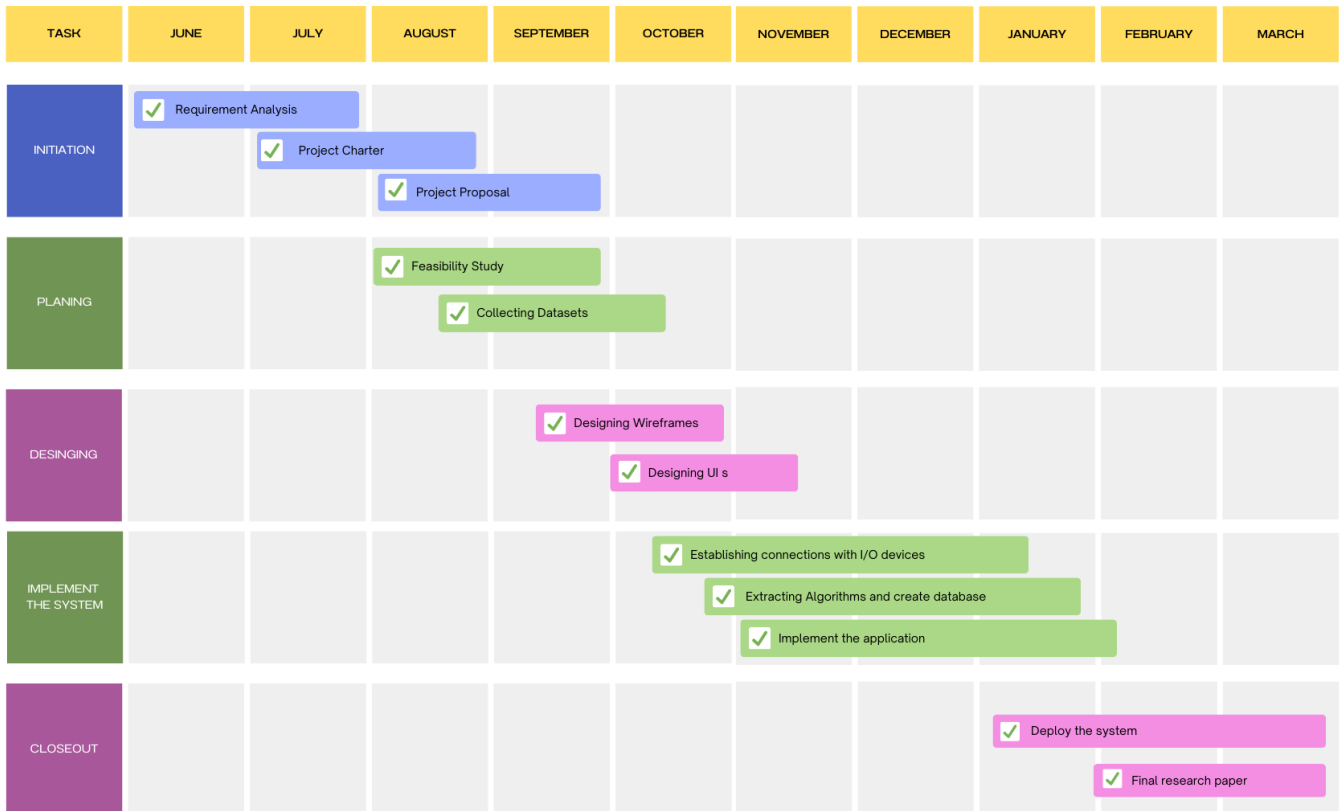 TASK
JUNE
JULY
AUGUST
SEPTEMBER
OCTOBER
NOVEMBER
DECEMBER
JANUARY
FEBRUARY
MARCH
INITIATION
Requirement Analysis
Project Charter
Project Proposal
PLANING
Feasibility Study
Collecting Datasets
DESINGING
Designing Wireframes
Designing UI s
IMPLEMENT
THE SYSTEM
Establishing connections with I/O devices
Extracting Algorithms and create database
Implement the application
CLOSEOUT
Deploy the system
Final research paper